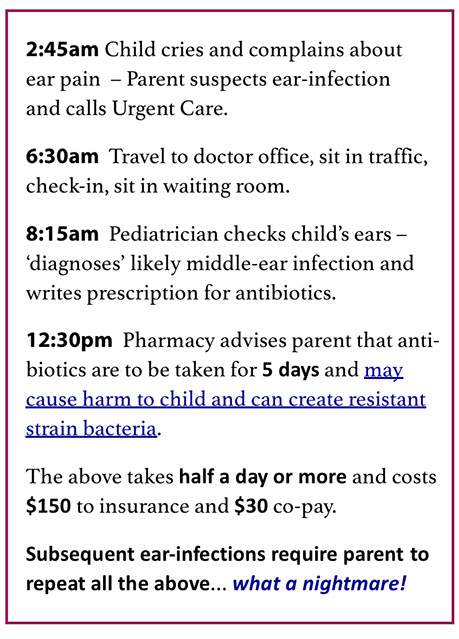 2:45am Child cries and complains about
ear pain – Parent suspects ear-infection
and calls Urgent Care.
6:30am Travel to doctor office, sit in traffic,
check-in, sit in waiting room.
8:15am Pediatrician checks child’s ears –
‘diagnoses’ likely middle-ear infection and
writes prescription for antibiotics.
12:30pm Pharmacy advises parent that anti-
biotics are to be taken for 5 days and may
cause harm to child and can create resistant
strain bacteria.
The above takes half a day or more and costs
$150 to insurance and $30 co-pay.
Subsequent ear-infections require parent to
repeat all the above... what a nightmare!